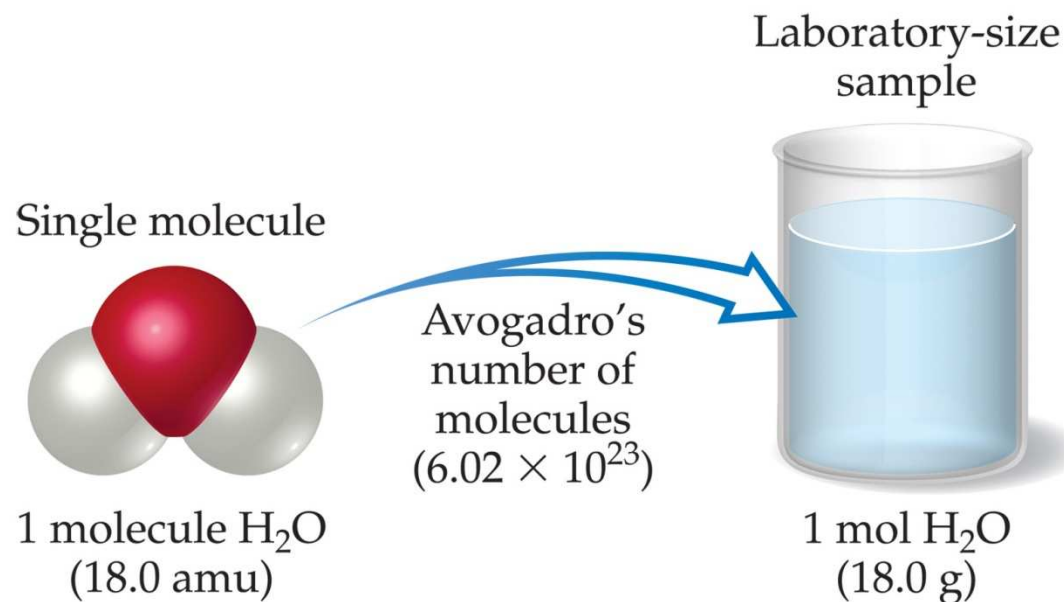 Single molecule
1 molecule H₂O
(18.0 amu)
Avogadro’s
number of
molecules
(6.02 × 10²³)
Laboratory-size
sample
1 mol H₂O
(18.0 g)